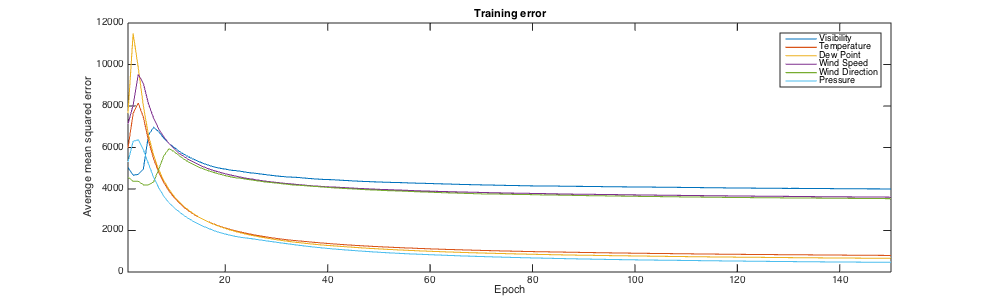 Training error
12000
10000
8000
6000
4000
2000
0
Average mean squared error
Visibility
Temperature
Dew Point
Wind Speed
Wind Direction
Pressure
20 40 60 80 100 120 140
Epoch